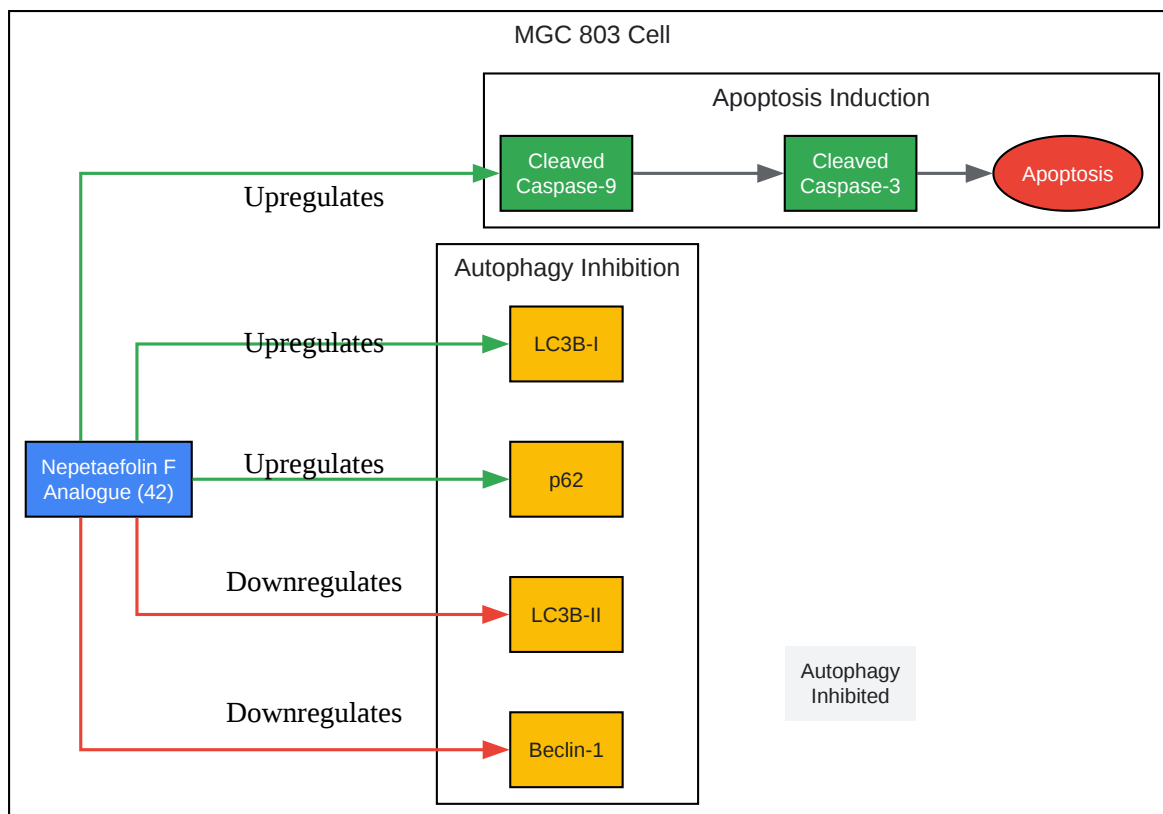 MGC 803 Cell
Apoptosis Induction
Cleaved
Caspase-9
Cleaved
Caspase-3
Apoptosis
Upregulates
Autophagy Inhibition
Upregulates
LC3B-I
Nepetaefolin F
Analogue (42)
Upregulates
p62
Downregulates
LC3B-II
Autophagy
Inhibited
Downregulates
Beclin-1